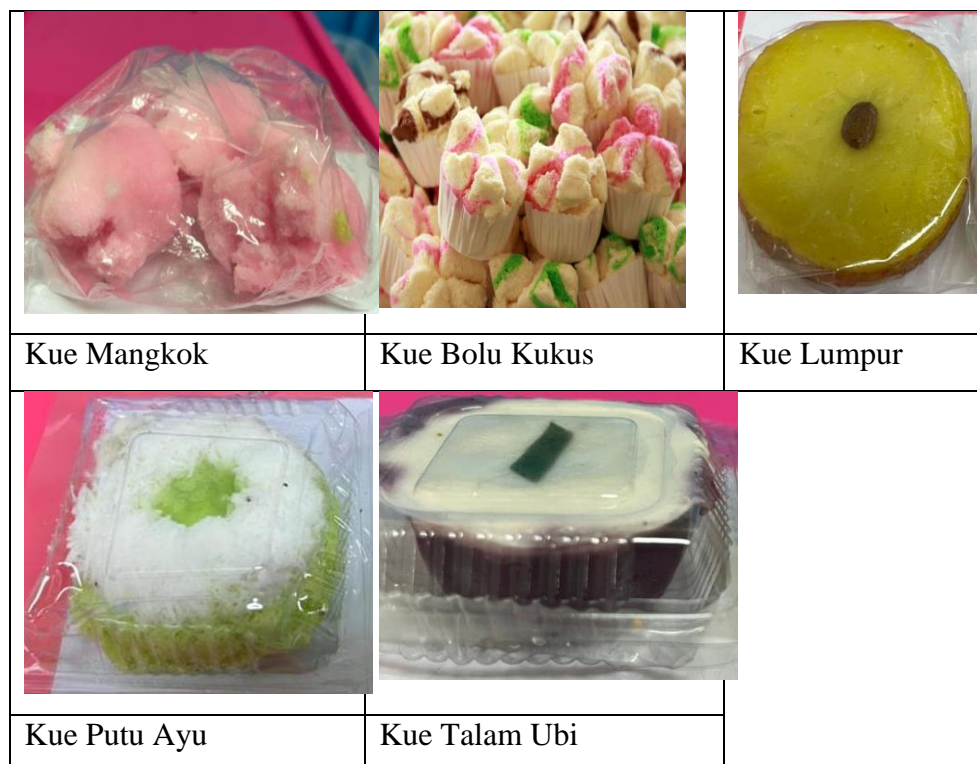 Kue Mangkok
Kue Bolu Kukus
Kue Lumpur
Kue Putu Ayu
Kue Talam Ubi